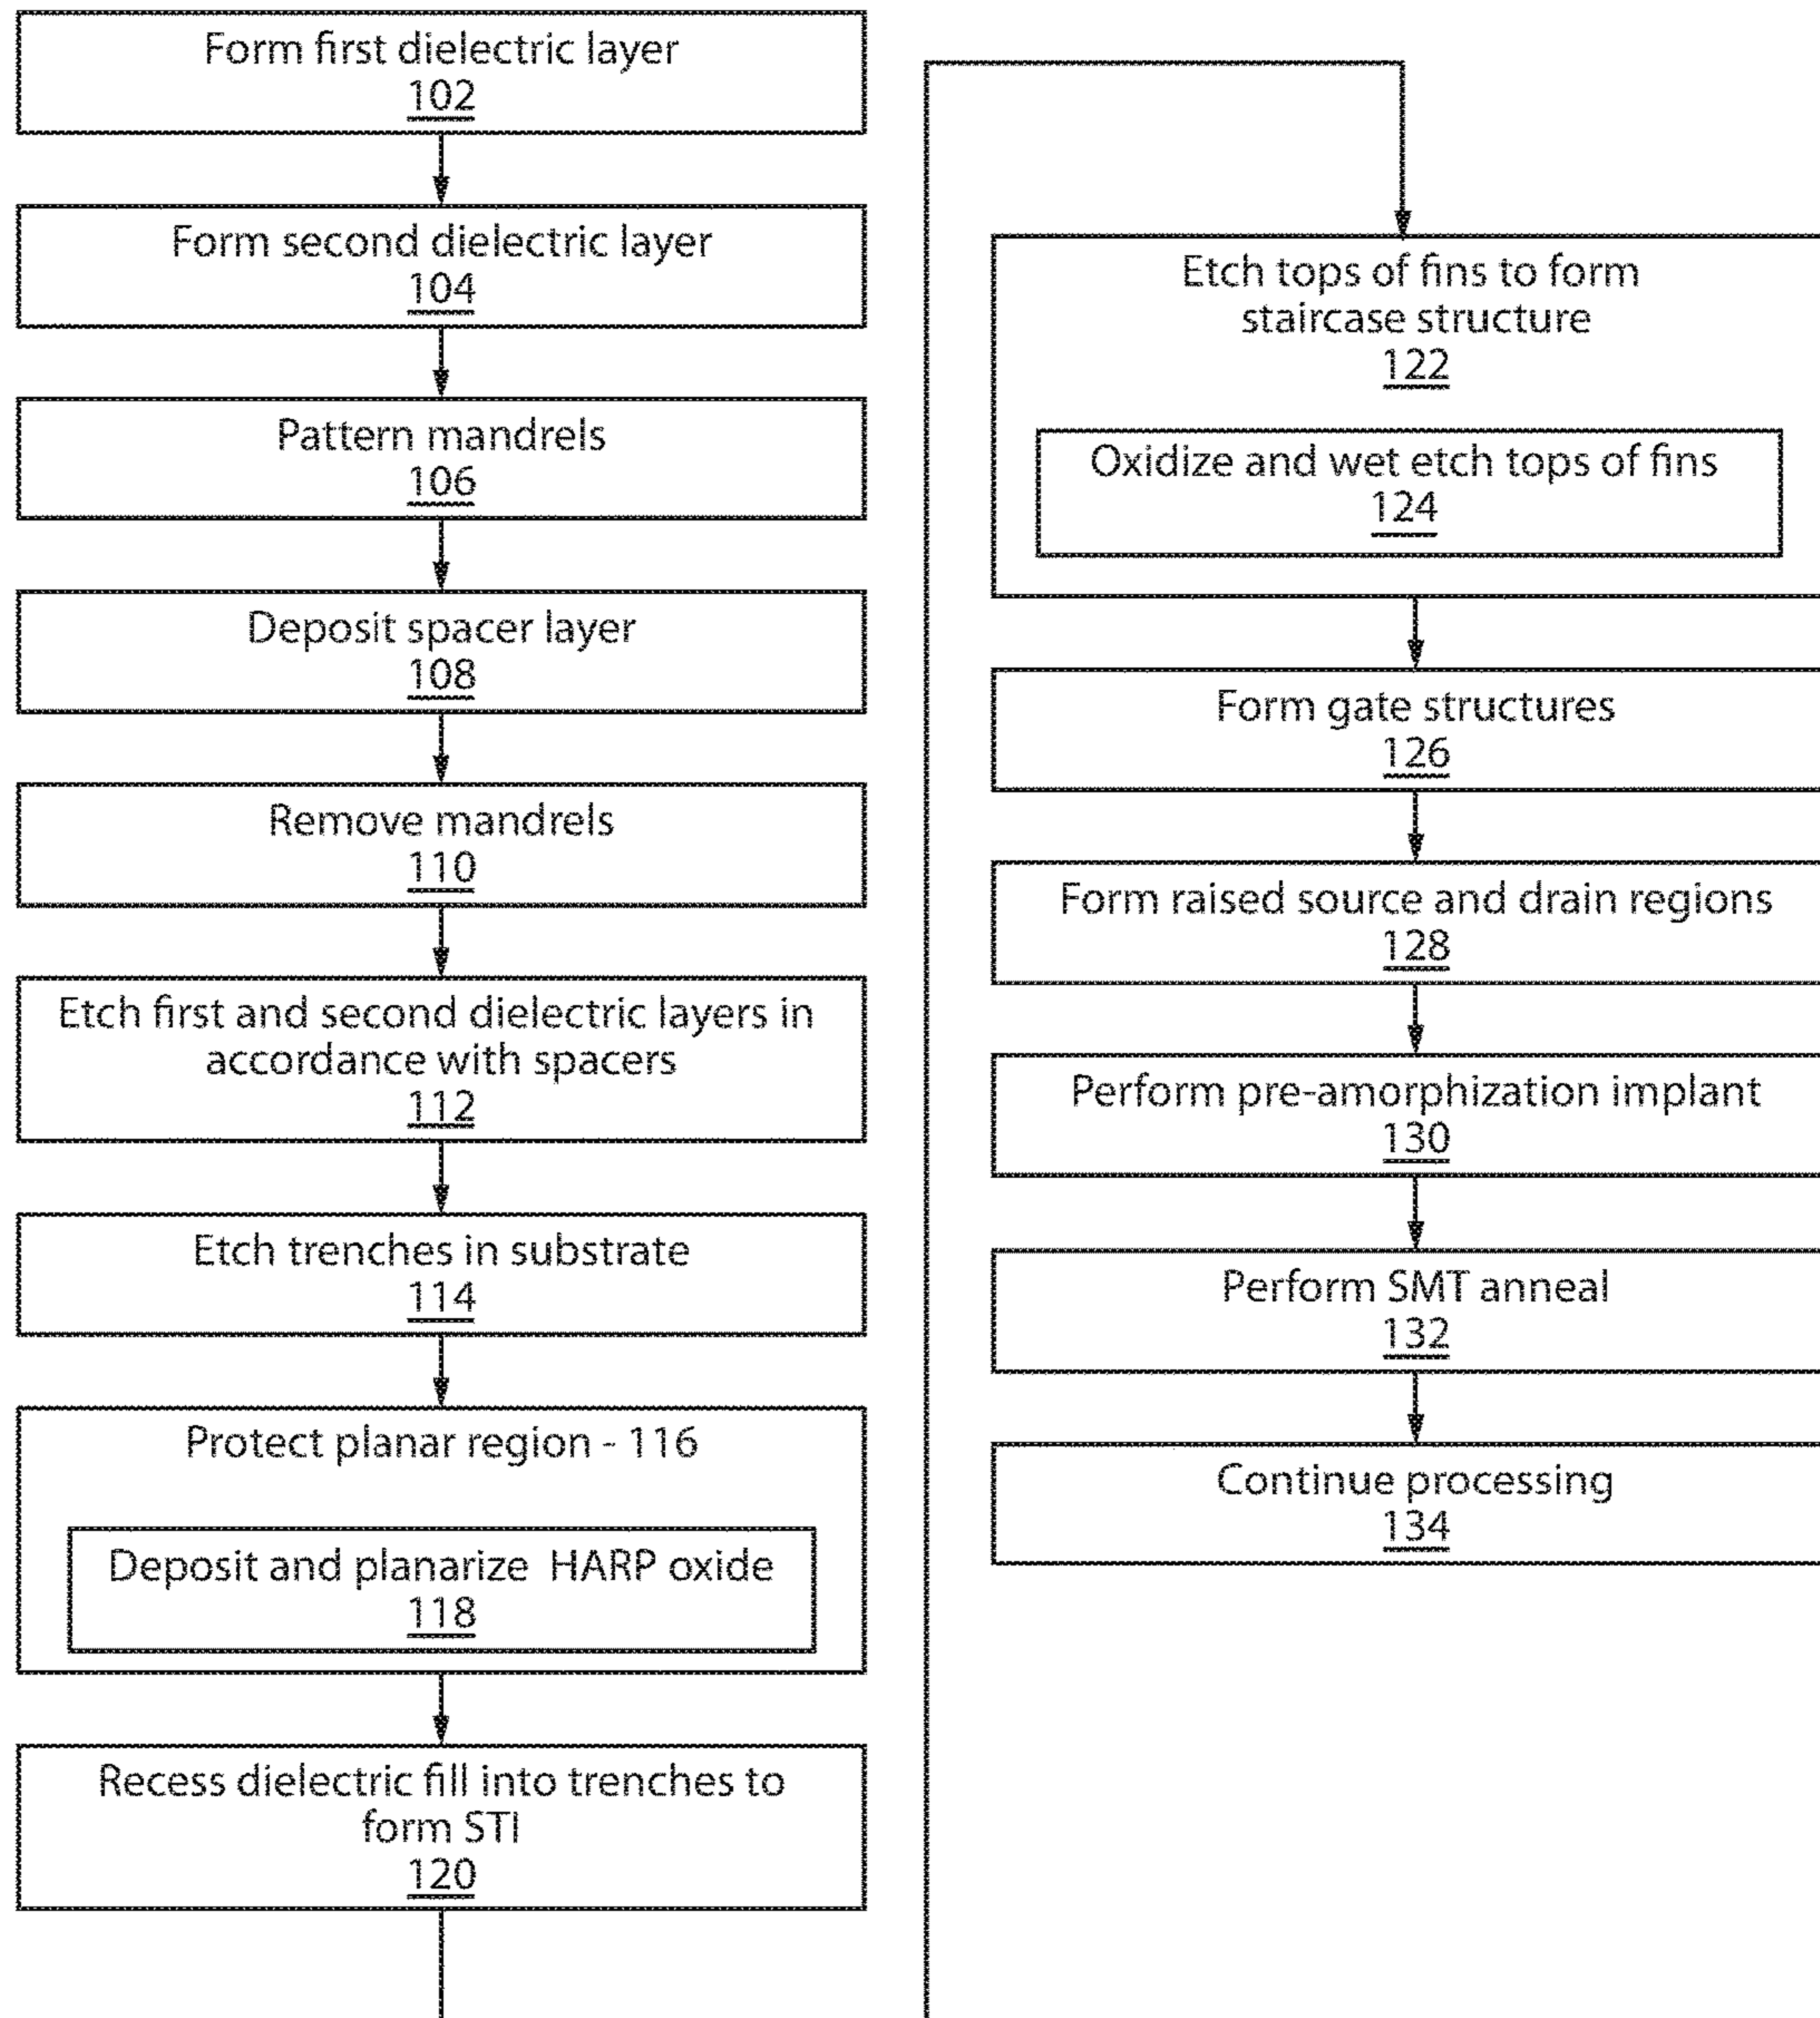 Form first dielectric layer
102
Form second dielectric layer
104
Pattern mandrels
106
Deposit spacer layer
108
Remove mandrels
110
Etch first and second dielectric layers in
accordance with spacers
112
Etch trenches in substrate
114
Protect planar region - 116
Deposit and planarize HARP oxide
118
Recess dielectric fill into trenches to
form STI
120
Etch tops of fins to form
staircase structure
122
Oxidize and wet etch tops of fins
124
Form gate structures
126
Form raised source and drain regions
128
Perform pre-amorphization implant
130
Perform SMT anneal
132
Continue processing
134